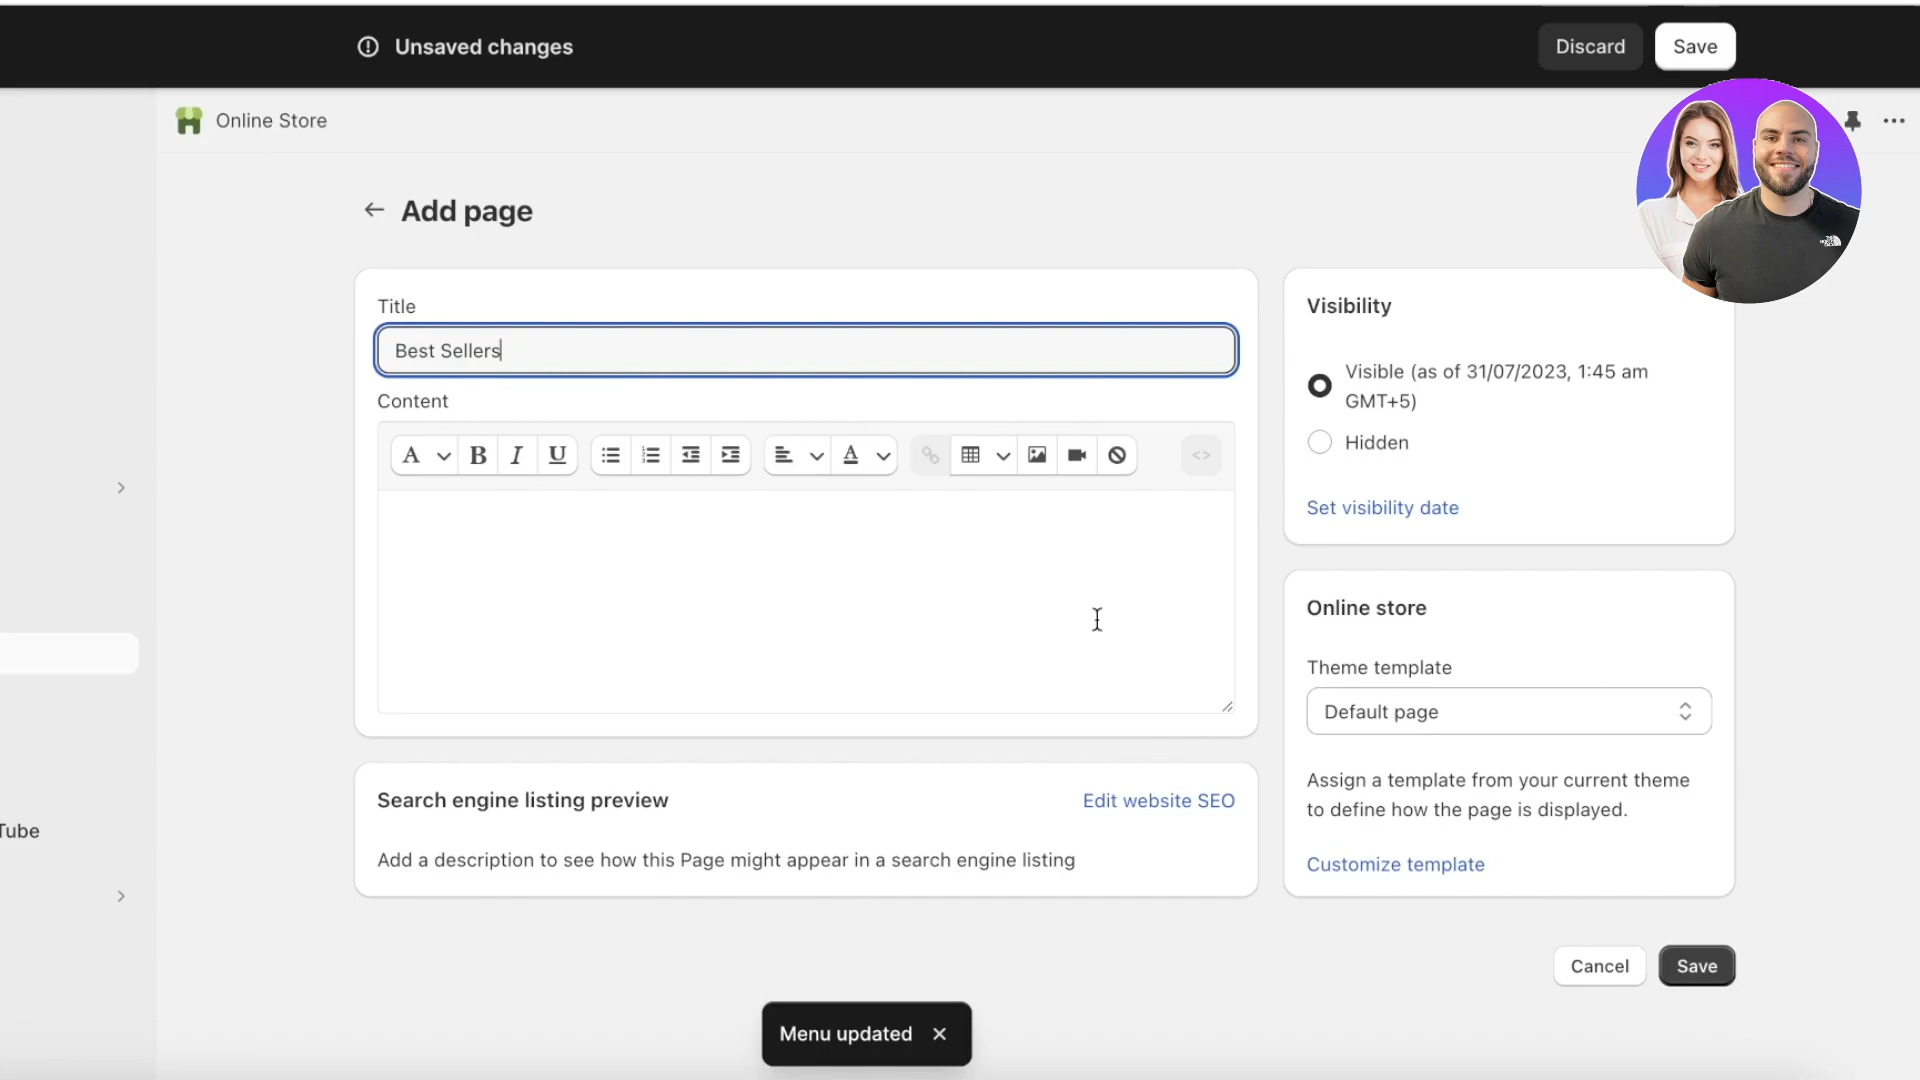 Unsaved changes
Discard
Save
Online Store
Add page
Title
Best Sellers
Content
A
B
I
U
A
<>
Visibility
Visible (as of 31/07/2023, 1:45 am
GMT+5)
Hidden
Set visibility date
Online store
Theme template
Default page
Assign a template from your current theme
to define how the page is displayed.
Customize template
Search engine listing preview
Edit website SEO
Add a description to see how this Page might appear in a search engine listing
Tube
Cancel
Save
Menu updated